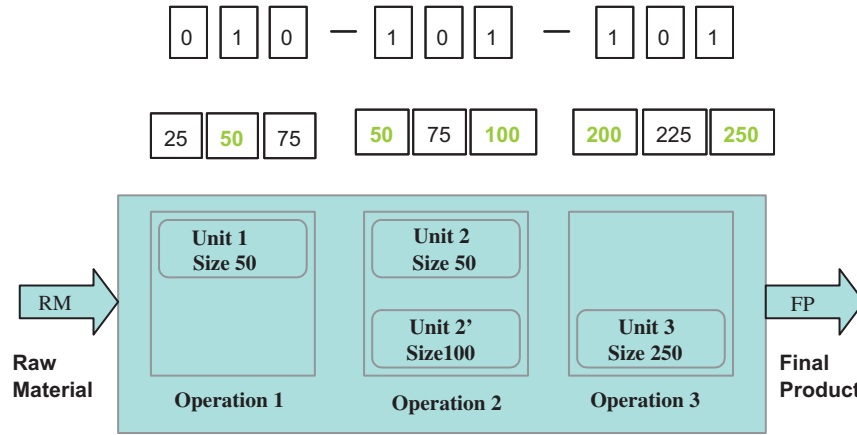 0 1 0 — 1 0 1 — 1 0 1
25 50 75 50 75 100 200 225 250
Unit 1
Size 50
Unit 2
Size 50
RM
FP
Unit 2’
Size100
Unit 3
Size 250
Raw
Material
Final
Product
Operation 1
Operation 2
Operation 3